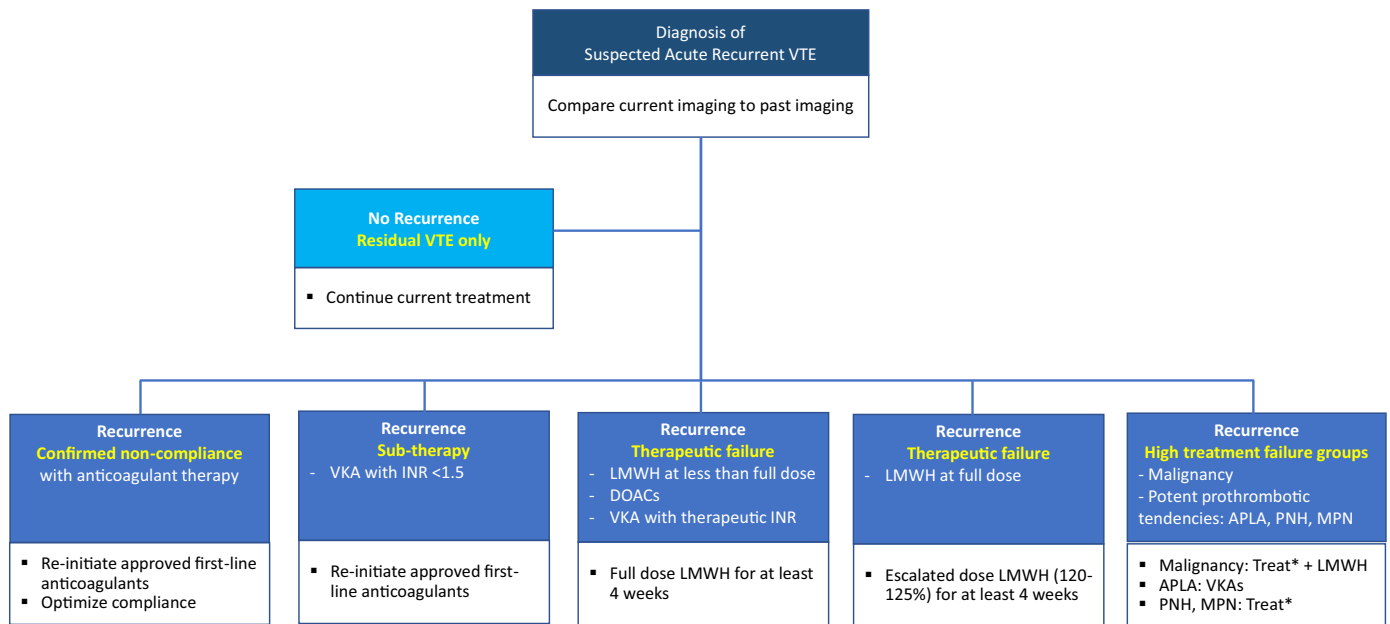 Diagnosis of
Suspected Acute Recurrent VTE
Compare current imaging to past imaging
No Recurrence
Residual VTE only
▪ Continue current treatment
Recurrence
Confirmed non-compliance
with anticoagulant therapy
▪ Re-initiate approved first-line
anticoagulants
▪ Optimize compliance
Recurrence
Sub-therapy
- VKA with INR <1.5
▪ Re-initiate approved first-
line anticoagulants
Recurrence
Therapeutic failure
- LMWH at less than full dose
- DOACs
- VKA with therapeutic INR
▪ Full dose LMWH for at least
4 weeks
Recurrence
Therapeutic failure
- LMWH at full dose
▪ Escalated dose LMWH (120-
125%) for at least 4 weeks
Recurrence
High treatment failure groups
- Malignancy
- Potent prothrombotic
tendencies: APLA, PNH, MPN
▪ Malignancy: Treat* + LMWH
▪ APLA: VKAs
▪ PNH, MPN: Treat*